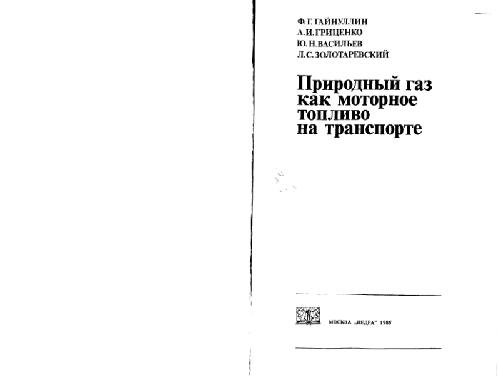 Ф.Г.ГАЙНУЛЛИН
А.И.ГРИЦЕНКО
Ю.Н.ВАСИЛЬЕВ
Л.С.ЗОЛОТАРЕВСКИЙ
Природный газ
как моторное
топливо
на транспорте
МОСКВА „НЕДРА" 1986